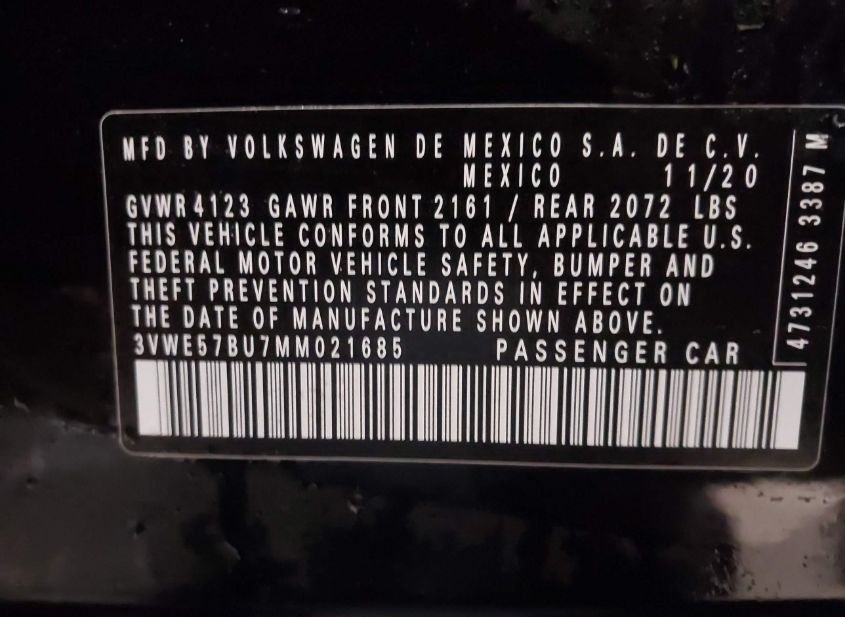 MFD BY VOLKSWAGEN DE MEXICO S.A. DE C.V.
MEXICO 11/20
GVWR 4123 GAWR FRONT 2161 / REAR 2072 LBS
THIS VEHICLE CONFORMS TO ALL APPLICABLE U.S.
FEDERAL MOTOR VEHICLE SAFETY, BUMPER AND
THEFT PREVENTION STANDARDS IN EFFECT ON
THE DATE OF MANUFACTURE SHOWN ABOVE.
3VWE57BU7MM021685 PASSENGER CAR
4731246 3387 M